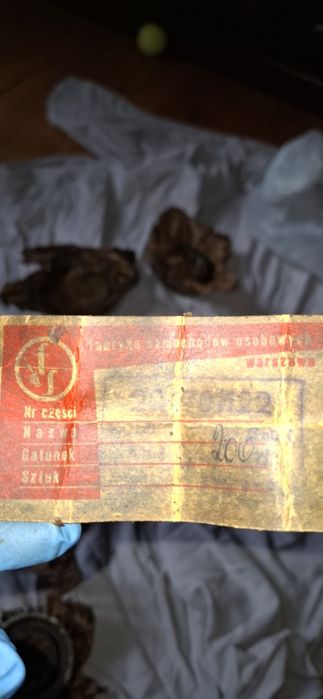 Fabryka samochodów osobowych
warszawa
Nr części
Nazwa
Gatunek
Sztuk
200